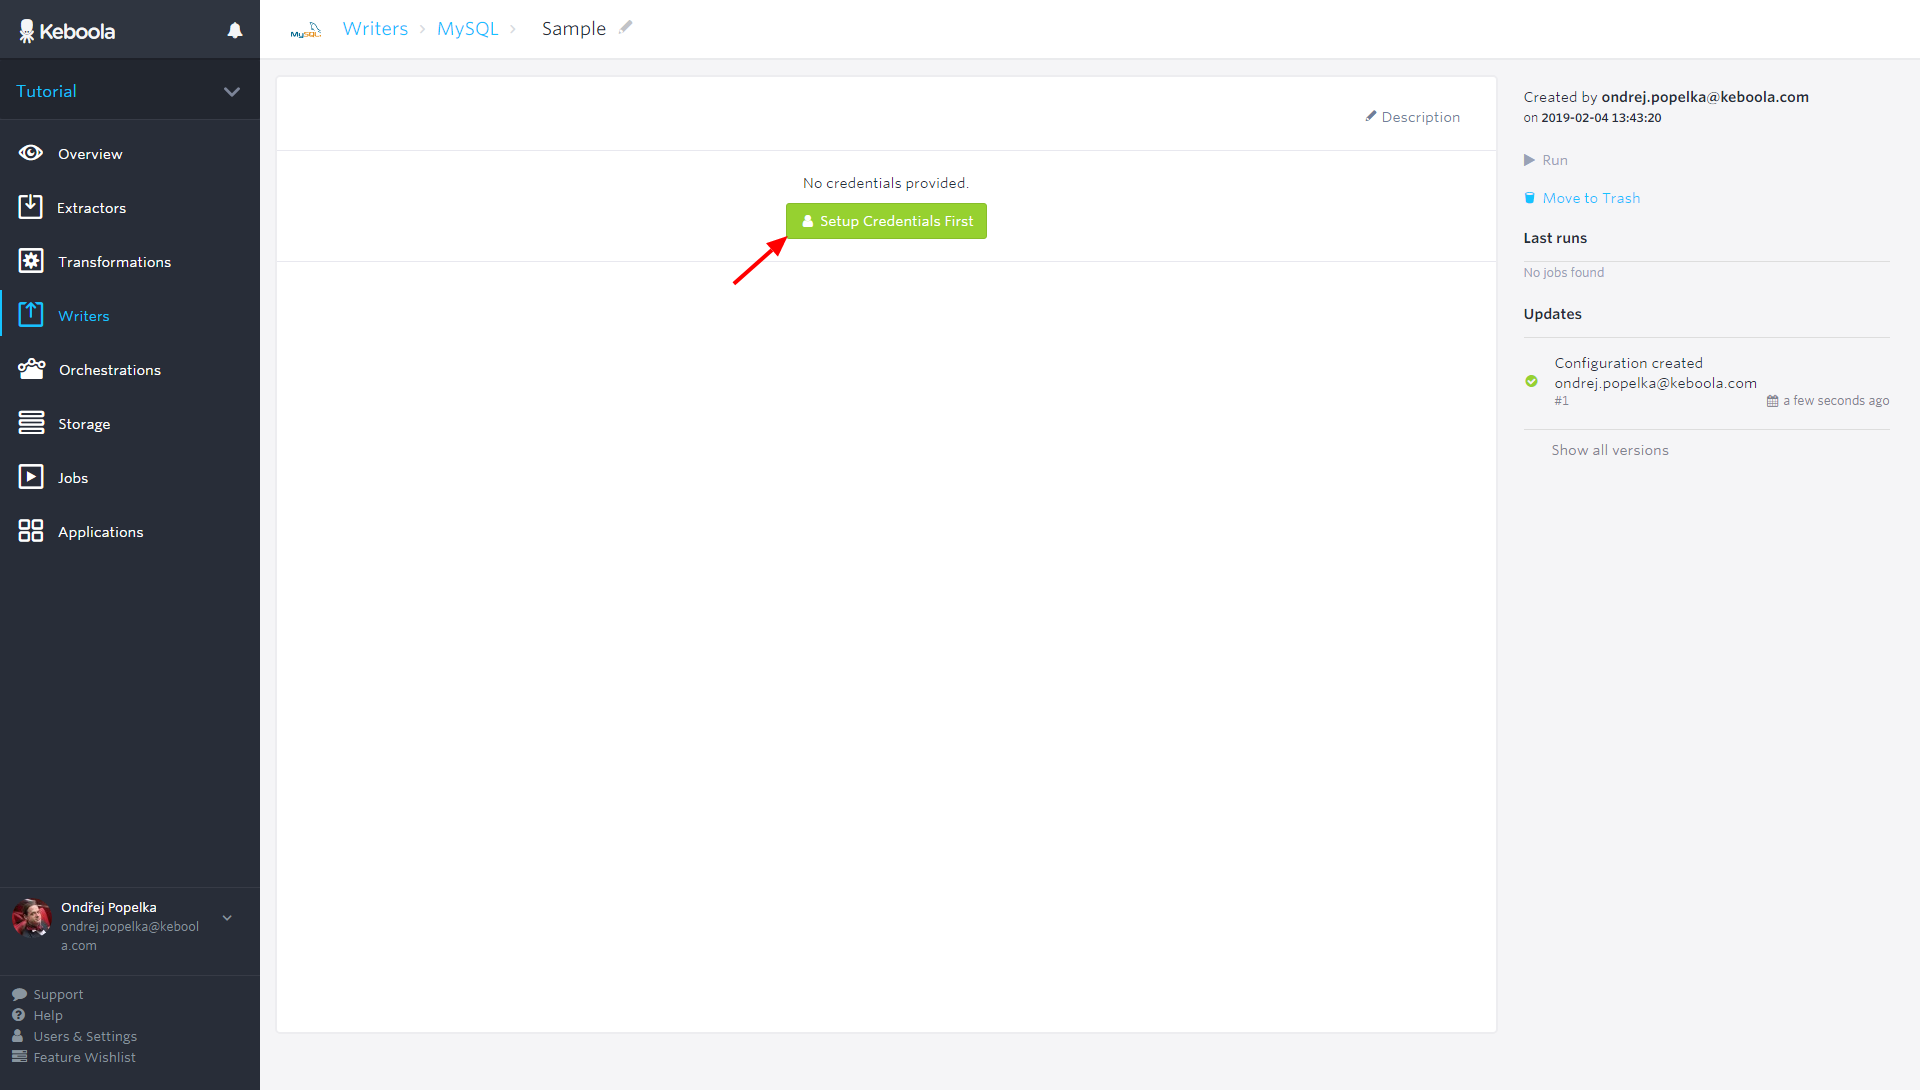 Keboola
Tutorial
Overview
Extractors
Transformations
Writers
Orchestrations
Storage
Jobs
Applications
Ondřej Popelka
ondrej.popelka@kebool
a.com
Support
Help
Users & Settings
Feature Wishlist
MySQL Writers › MySQL › Sample
Description
No credentials provided.
Setup Credentials First
Created by ondrej.popelka@keboola.com
on 2019-02-04 13:43:20
Run
Move to Trash
Last runs
No jobs found
Updates
Configuration created
ondrej.popelka@keboola.com
#1 a few seconds ago
Show all versions